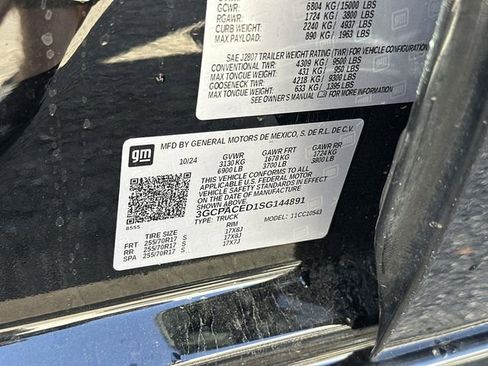 GCWR: 6804 KG/15000 LBS
RGAWR: 1724 KG/ 3800 LBS
CURB WEIGHT: 2240 KG/ 4937 LBS
MAX PAYLOAD: 890 KG/ 1963 LBS
SAE J2807 TRAILER WEIGHT RATING (TWR) FOR VEHICLE CONFIGURATION
CONVENTIONAL TWR: 4309 KG/ 9500 LBS
MAX TONGUE WEIGHT: 431 KG/ 950 LBS
GOOSENECK TWR: 4218 KG/ 9300 LBS
MAX TONGUE WEIGHT: 633 KG/ 1395 LBS
SEE OWNER'S MANUAL
gm
MFD BY GENERAL MOTORS DE MEXICO, S. DE R.L. DE C.V.
10/24 GVWR GAWR FRT GAWR RR
3130 KG 1678 KG 1724 KG
6900 LB 3700 LB 3800 LB
THIS VEHICLE CONFORMS TO ALL
APPLICABLE U.S. FEDERAL MOTOR
VEHICLE SAFETY STANDARDS IN
EFFECT ON THE DATE OF
MANUFACTURE SHOWN ABOVE.
3GCPACED1SG144891
TYPE: TRUCK MODEL: 11CC10543
8555
TIRE SIZE RIM
FRT 255/70R17 S 17X8J
RR 255/70R17 S 17X8J
SPA 255/70R17 S 17X7J